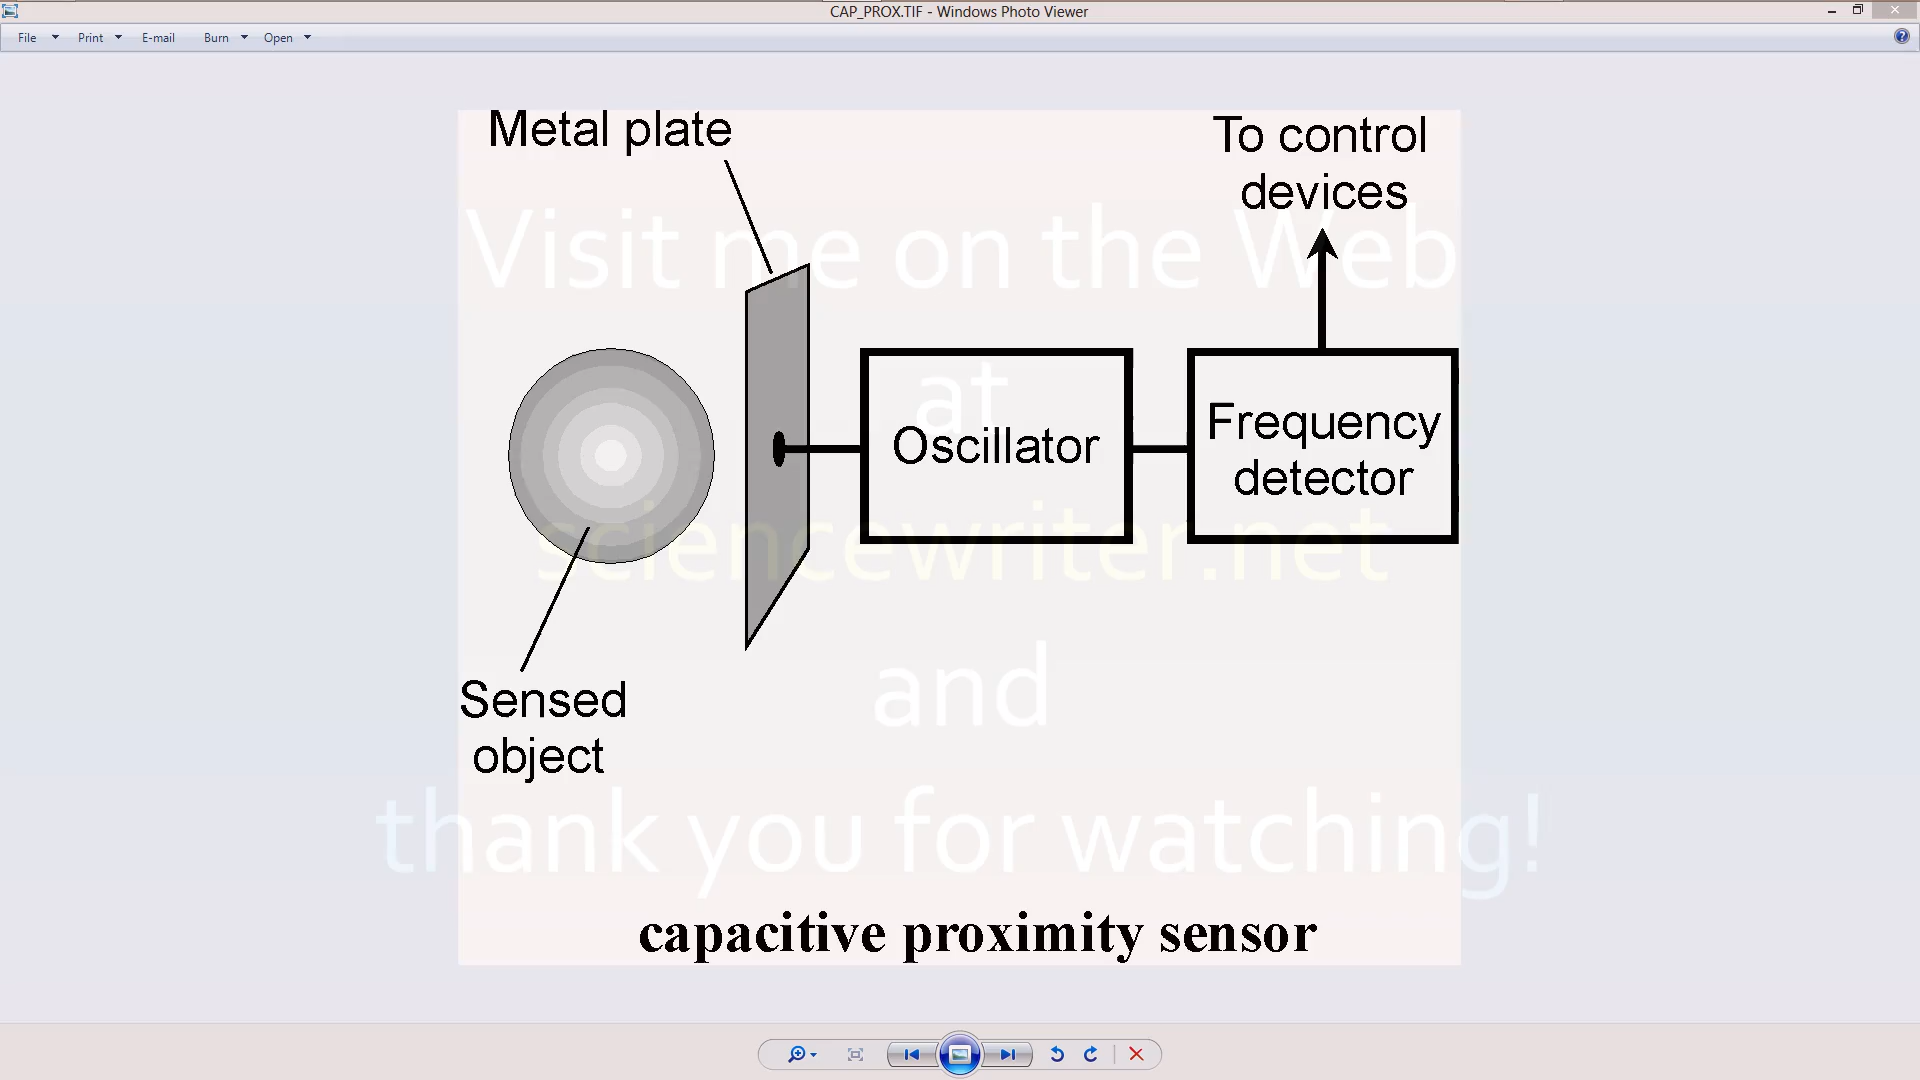 CAP_PROX.TIF - Windows Photo Viewer
File Print E-mail Burn Open
Metal plate
To control
devices
Visit me on the Web
at
Oscillator
Frequency
detector
sciencewriter.net
and
Sensed
object
thank you for watching!
capacitive proximity sensor